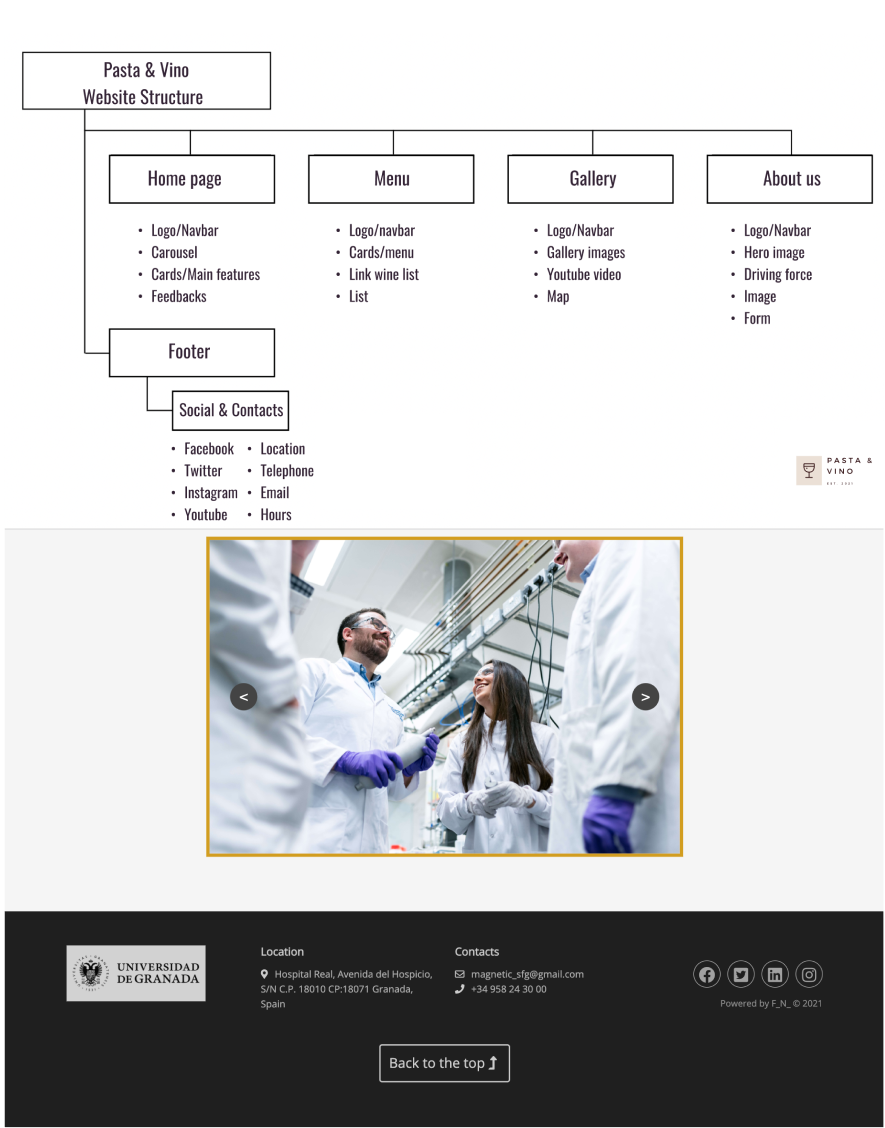 Pasta & Vino
Website Structure
Home page
• Logo/Navbar
• Carousel
• Cards/Main features
• Feedbacks
Menu
• Logo/navbar
• Cards/menu
• Link wine list
• List
Gallery
• Logo/Navbar
• Gallery images
• Youtube video
• Map
About us
• Logo/Navbar
• Hero image
• Driving force
• Image
• Form
Footer
Social & Contacts
• Facebook
• Twitter
• Instagram
• Youtube
• Location
• Telephone
• Email
• Hours
PASTA &
VINO
EST. 2021
<
>
UNIVERSIDAD
DE GRANADA
Location
Hospital Real, Avenida del Hospicio,
S/N C.P. 18010 CP:18071 Granada,
Spain
Contacts
magnetic_sfg@gmail.com
+34 958 24 30 00
Powered by F_N_ © 2021
Back to the top